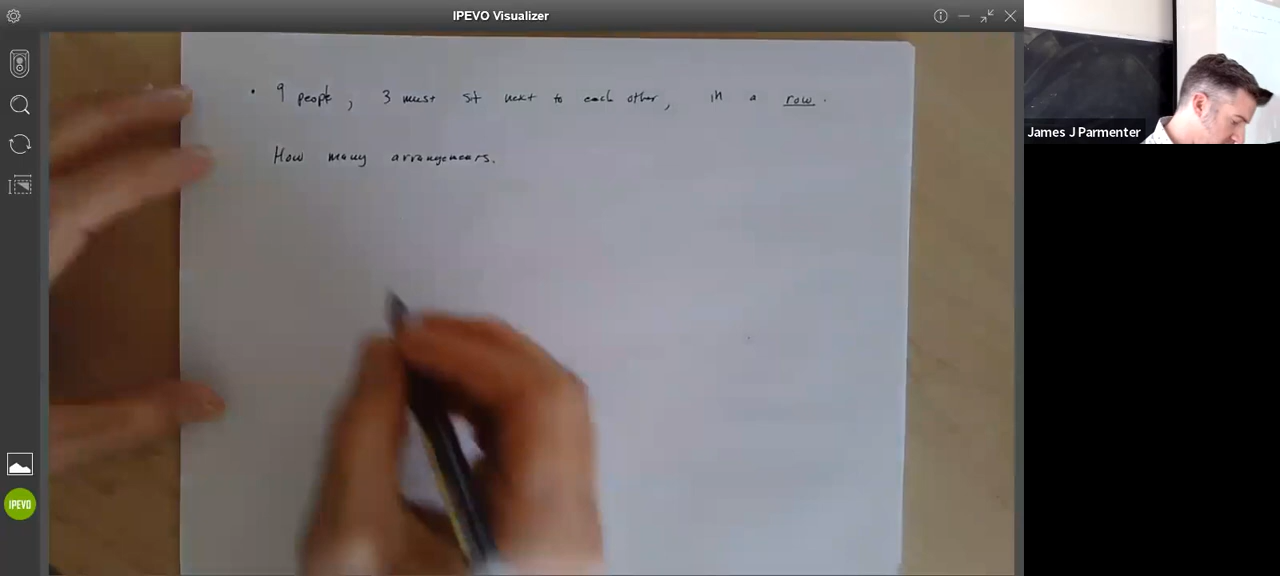 IPEVO Visualizer
• 9 people, 3 must sit next to each other, in a row.
How many arrangements.
James J Parmenter
IPEVO